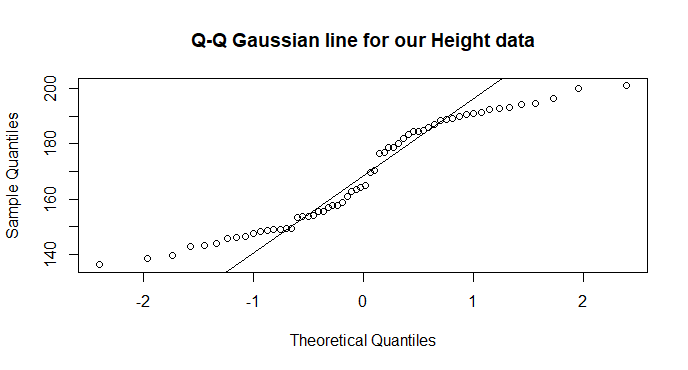 Q-Q Gaussian line for our Height data
Sample Quantiles
200
180
160
140
-2 -1 0 1 2
Theoretical Quantiles